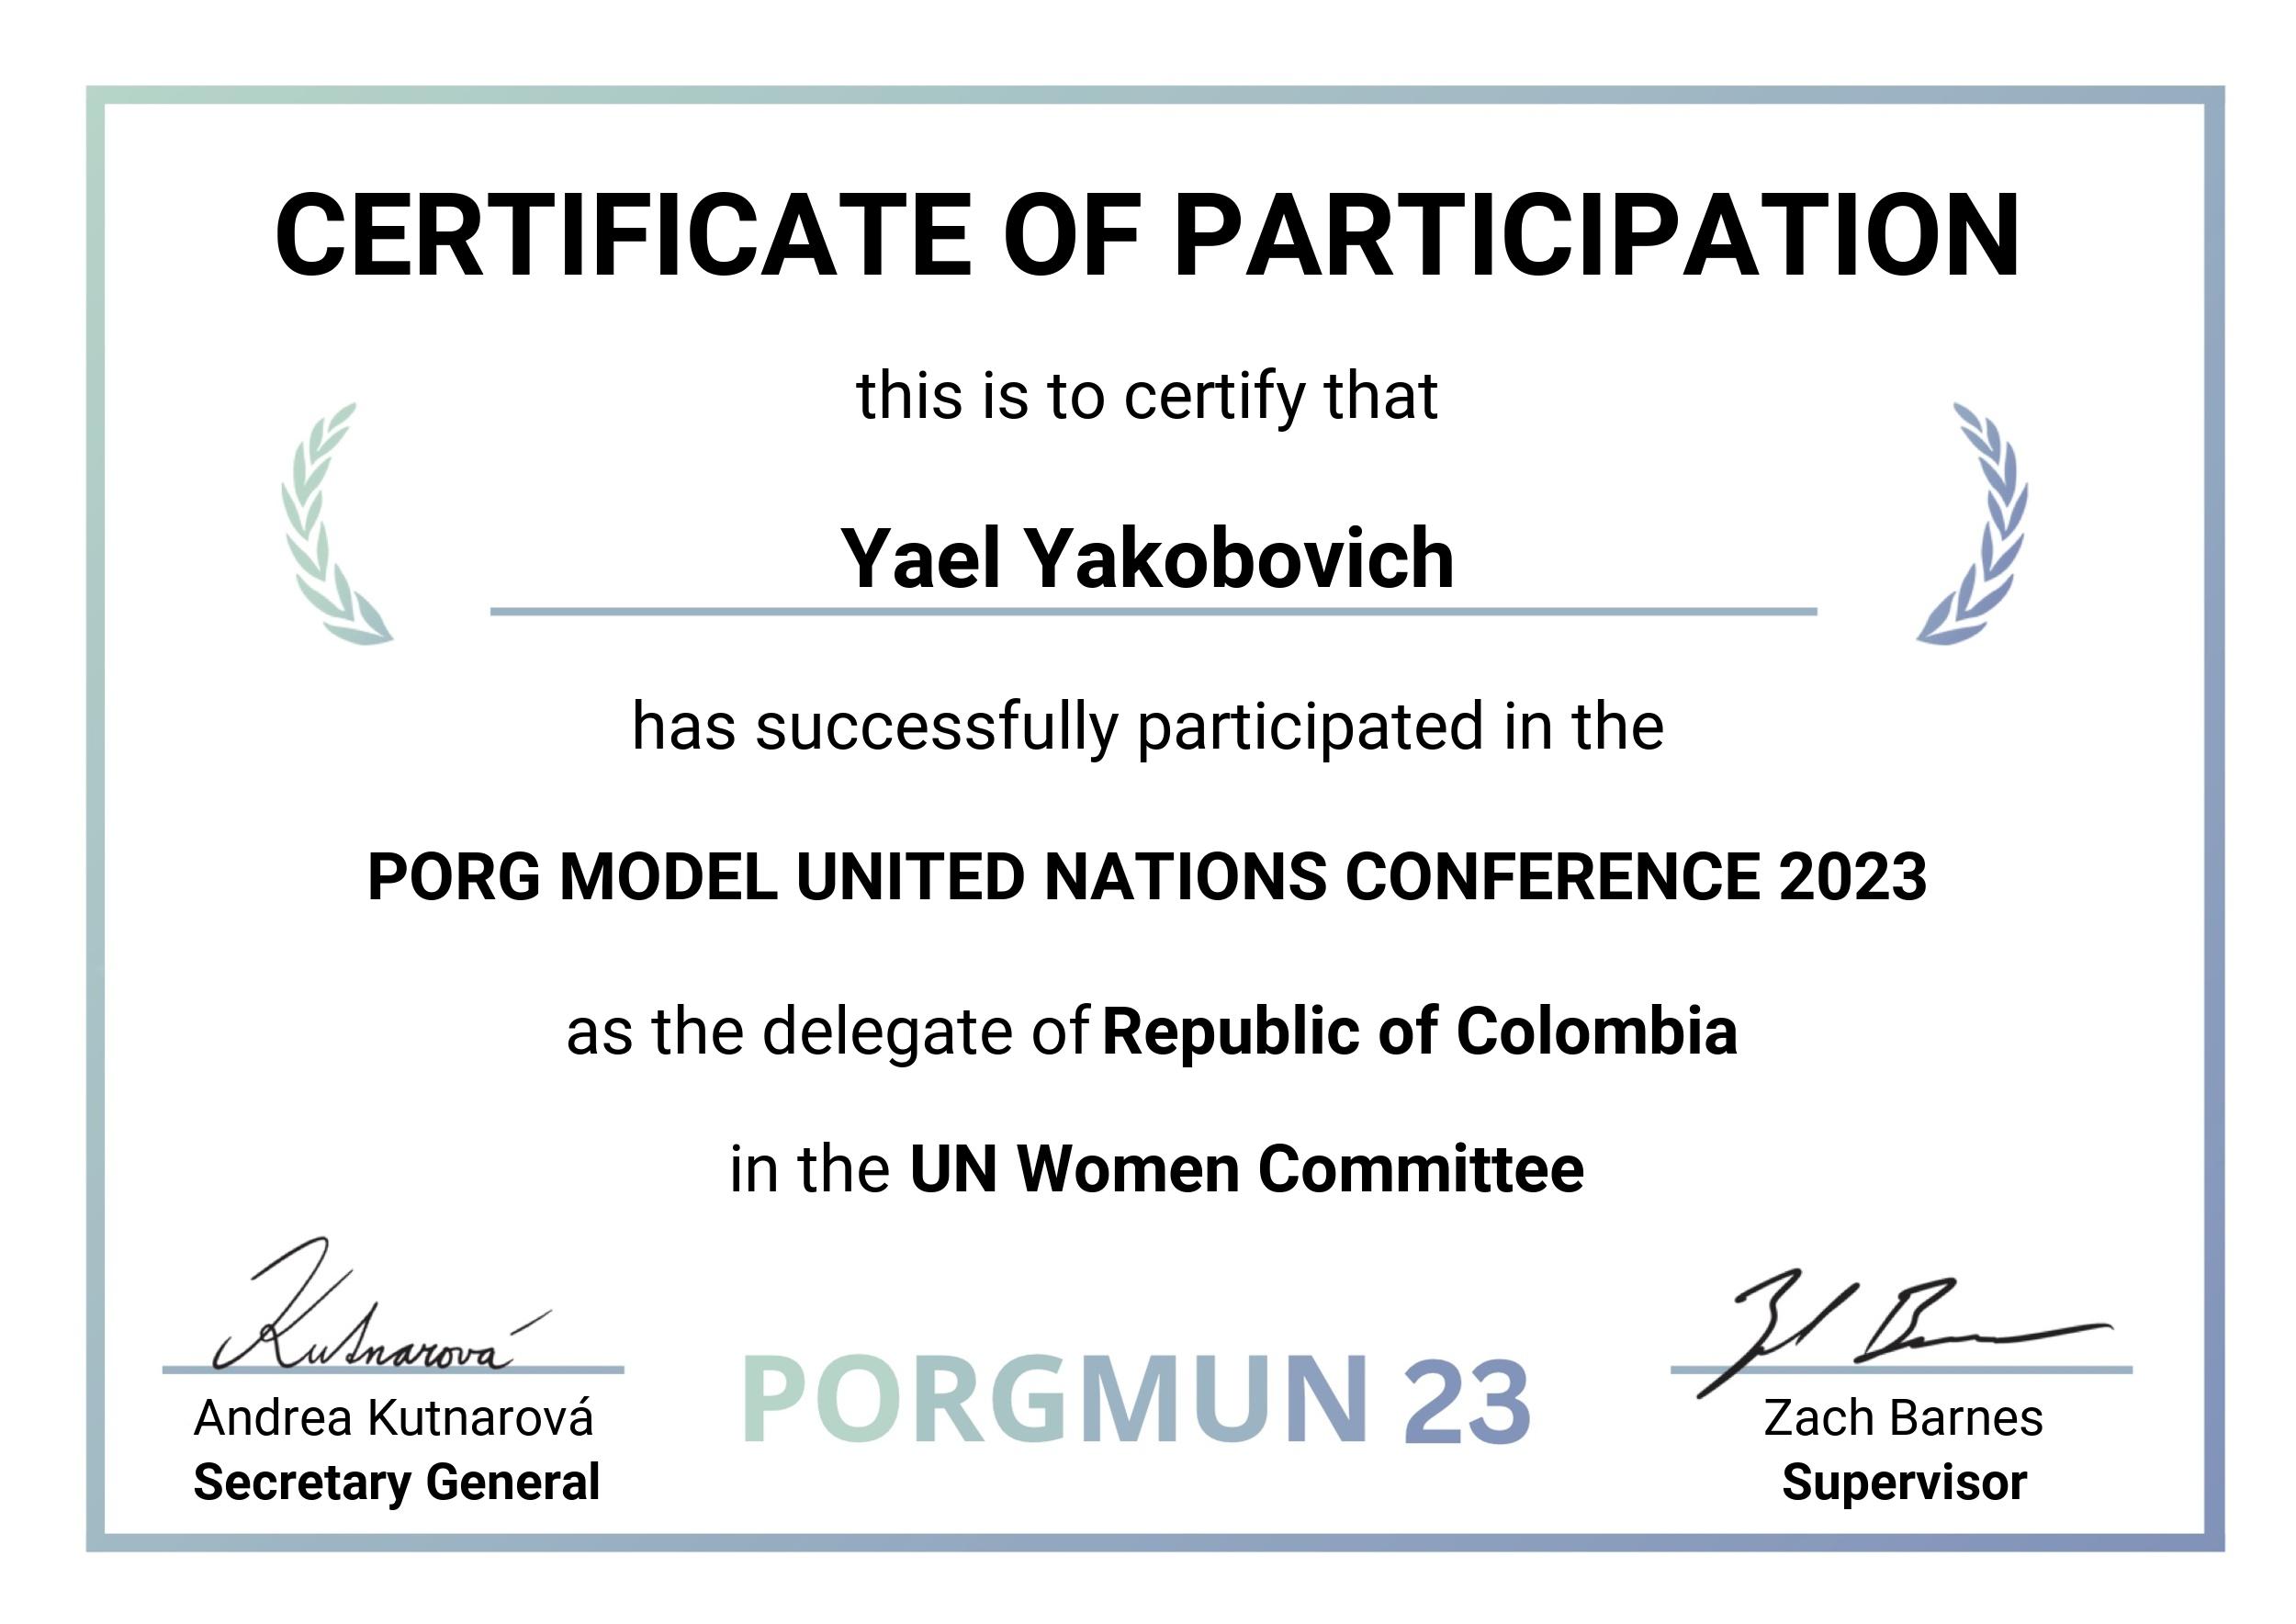 CERTIFICATE OF PARTICIPATION
this is to certify that
Yael Yakobovich
has successfully participated in the
PORG MODEL UNITED NATIONS CONFERENCE 2023
as the delegate of Republic of Colombia
in the UN Women Committee
Kutnarová
Andrea Kutnarová
Secretary General
PORGMUN 23
Zach Barnes
Supervisor